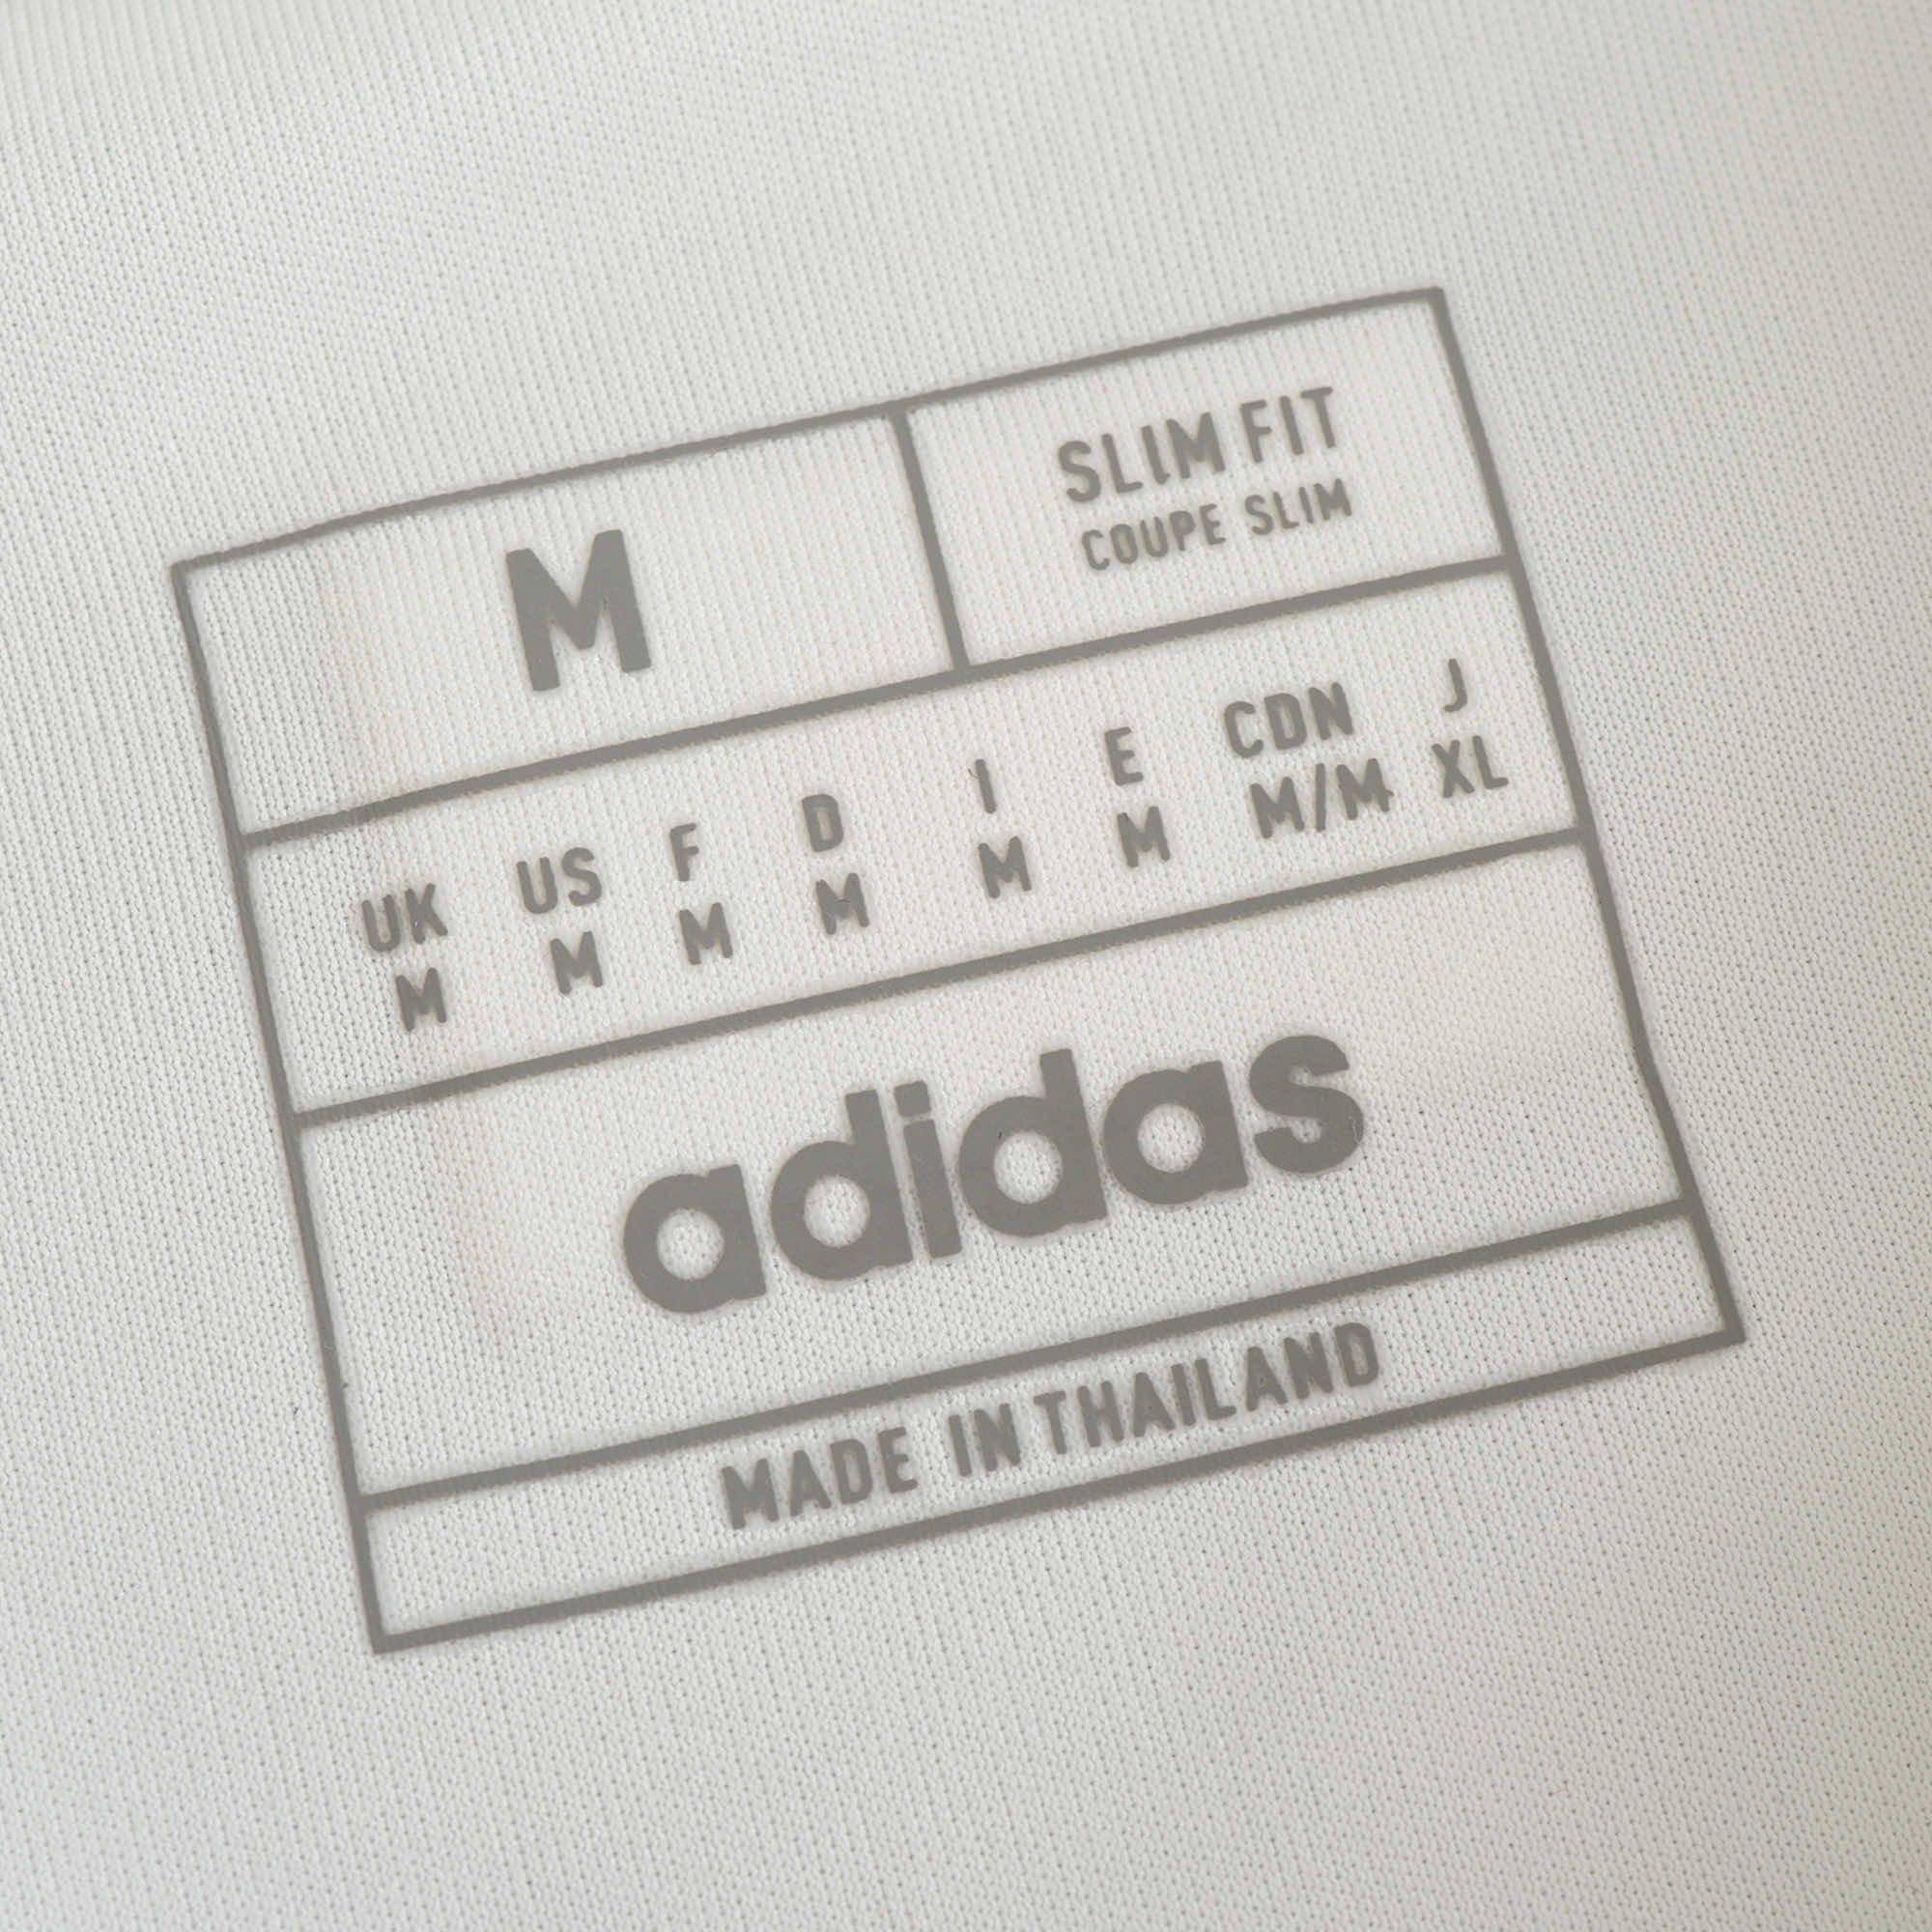 M
SLIM FIT
COUPE SLIM
UK US F D I E CDN J
M M M M M M M/M XL
adidas
MADE IN THAILAND